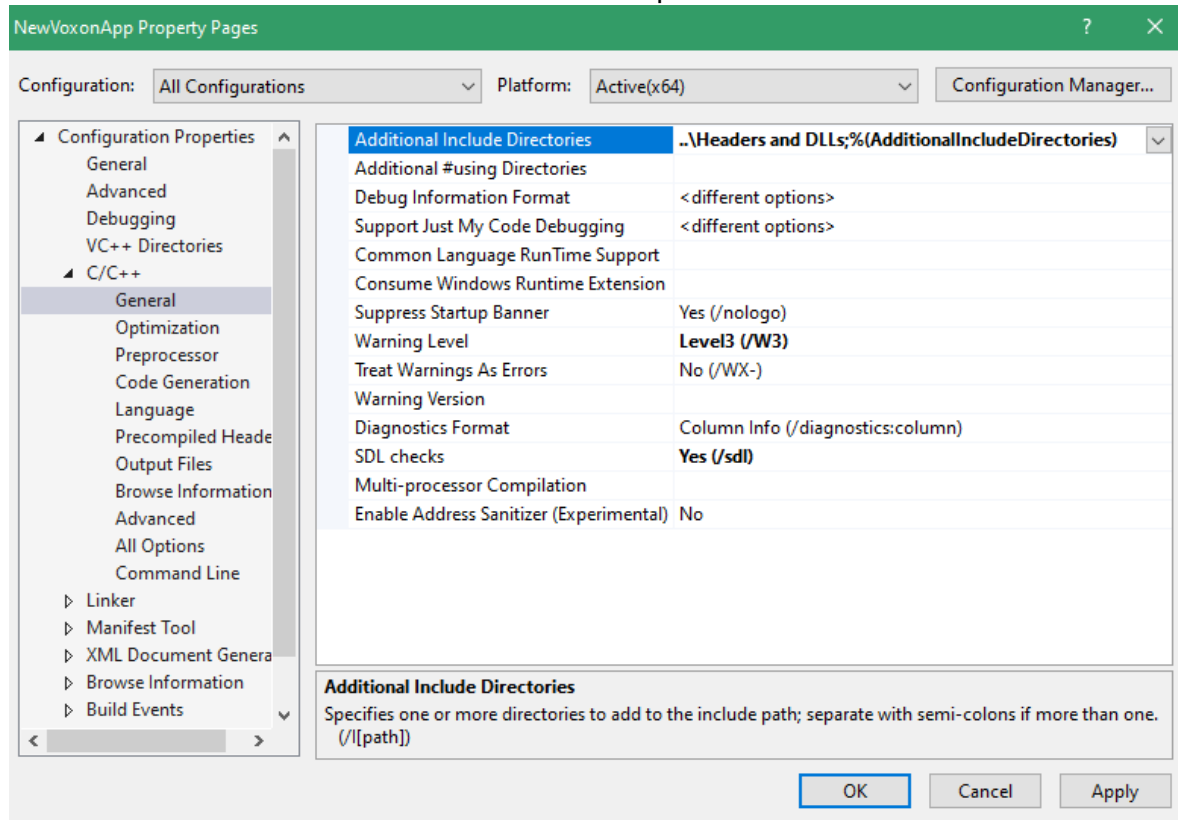 NewVoxonApp Property Pages ? ×
Configuration: All Configurations Platform: Active(x64) Configuration Manager...
Configuration Properties
General
Advanced
Debugging
VC++ Directories
C/C++
General
Optimization
Preprocessor
Code Generation
Language
Precompiled Heade
Output Files
Browse Information
Advanced
All Options
Command Line
Linker
Manifest Tool
XML Document Genera
Browse Information
Build Events
Additional Include Directories ..\Headers and DLLs;%(AdditionalIncludeDirectories)
Additional #using Directories
Debug Information Format <different options>
Support Just My Code Debugging <different options>
Common Language RunTime Support
Consume Windows Runtime Extension
Suppress Startup Banner Yes (/nologo)
Warning Level Level3 (/W3)
Treat Warnings As Errors No (/WX-)
Warning Version
Diagnostics Format Column Info (/diagnostics:column)
SDL checks Yes (/sdl)
Multi-processor Compilation
Enable Address Sanitizer (Experimental) No
Additional Include Directories
Specifies one or more directories to add to the include path; separate with semi-colons if more than one.
(/I[path])
OK Cancel Apply